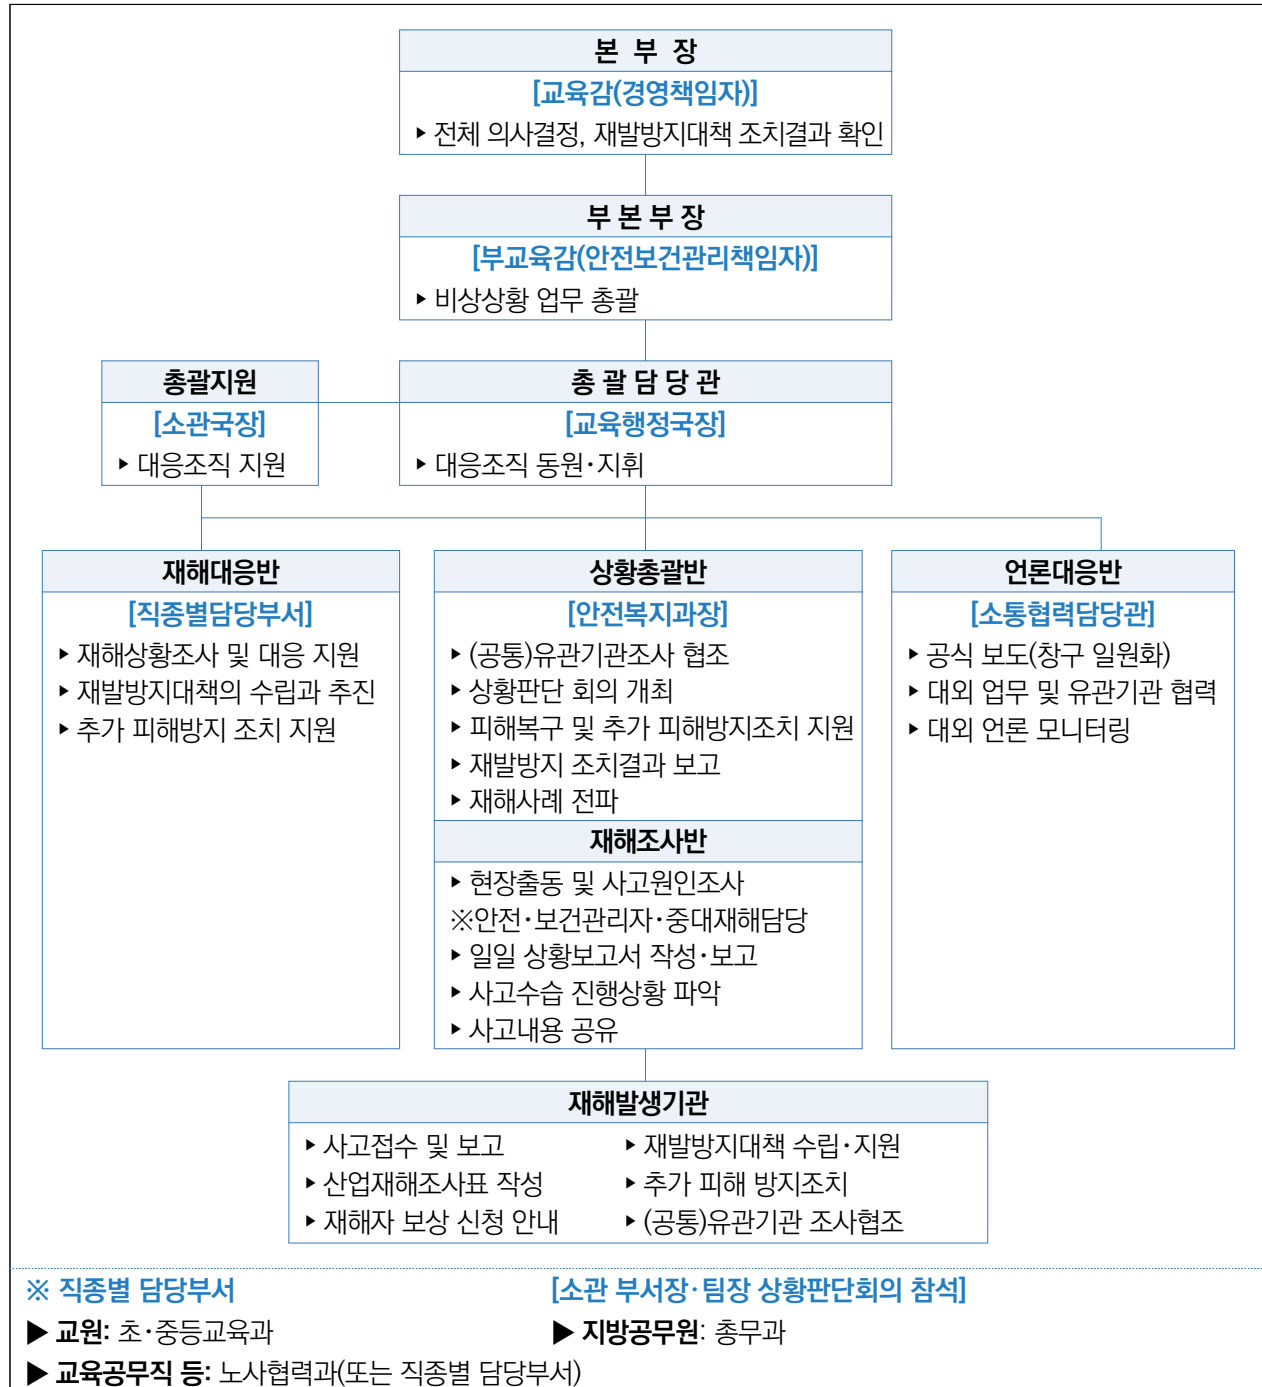 본 부 장
[교육감(경영책임자)]
▶ 전체 의사결정, 재발방지대책 조치결과 확인
부 본 부 장
[부교육감(안전보건관리책임자)]
▶ 비상상황 업무 총괄
총괄지원
[소관국장]
▶ 대응조직 지원
총 괄 담 당 관
[교육행정국장]
▶ 대응조직 동원·지휘
재해대응반
[직종별담당부서]
▶ 재해상황조사 및 대응 지원
▶ 재발방지대책의 수립과 추진
▶ 추가 피해방지 조치 지원
상황총괄반
[안전복지과장]
▶ (공통)유관기관조사 협조
▶ 상황판단 회의 개최
▶ 피해복구 및 추가 피해방지조치 지원
▶ 재발방지 조치결과 보고
▶ 재해사례 전파
재해조사반
▶ 현장출동 및 사고원인조사
※안전·보건관리자·중대재해담당
▶ 일일 상황보고서 작성·보고
▶ 사고수습 진행상황 파악
▶ 사고내용 공유
언론대응반
[소통협력담당관]
▶ 공식 보도(창구 일원화)
▶ 대외 업무 및 유관기관 협력
▶ 대외 언론 모니터링
재해발생기관
▶ 사고접수 및 보고
▶ 산업재해조사표 작성
▶ 재해자 보상 신청 안내
▶ 재발방지대책 수립·지원
▶ 추가 피해 방지조치
▶ (공통)유관기관 조사협조
※ 직종별 담당부서 [소관 부서장·팀장 상황판단회의 참석]
▶ 교원: 초·중등교육과 ▶ 지방공무원: 총무과
▶ 교육공무직 등: 노사협력과(또는 직종별 담당부서)